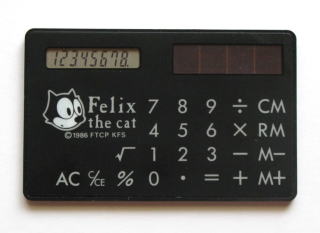 12345678.
Felix 7 8 9 ÷ CM
the cat 4 5 6 × RM
©1986 FTCP KFS
√ 1 2 3 − M−
AC C/CE % 0 · = + M+